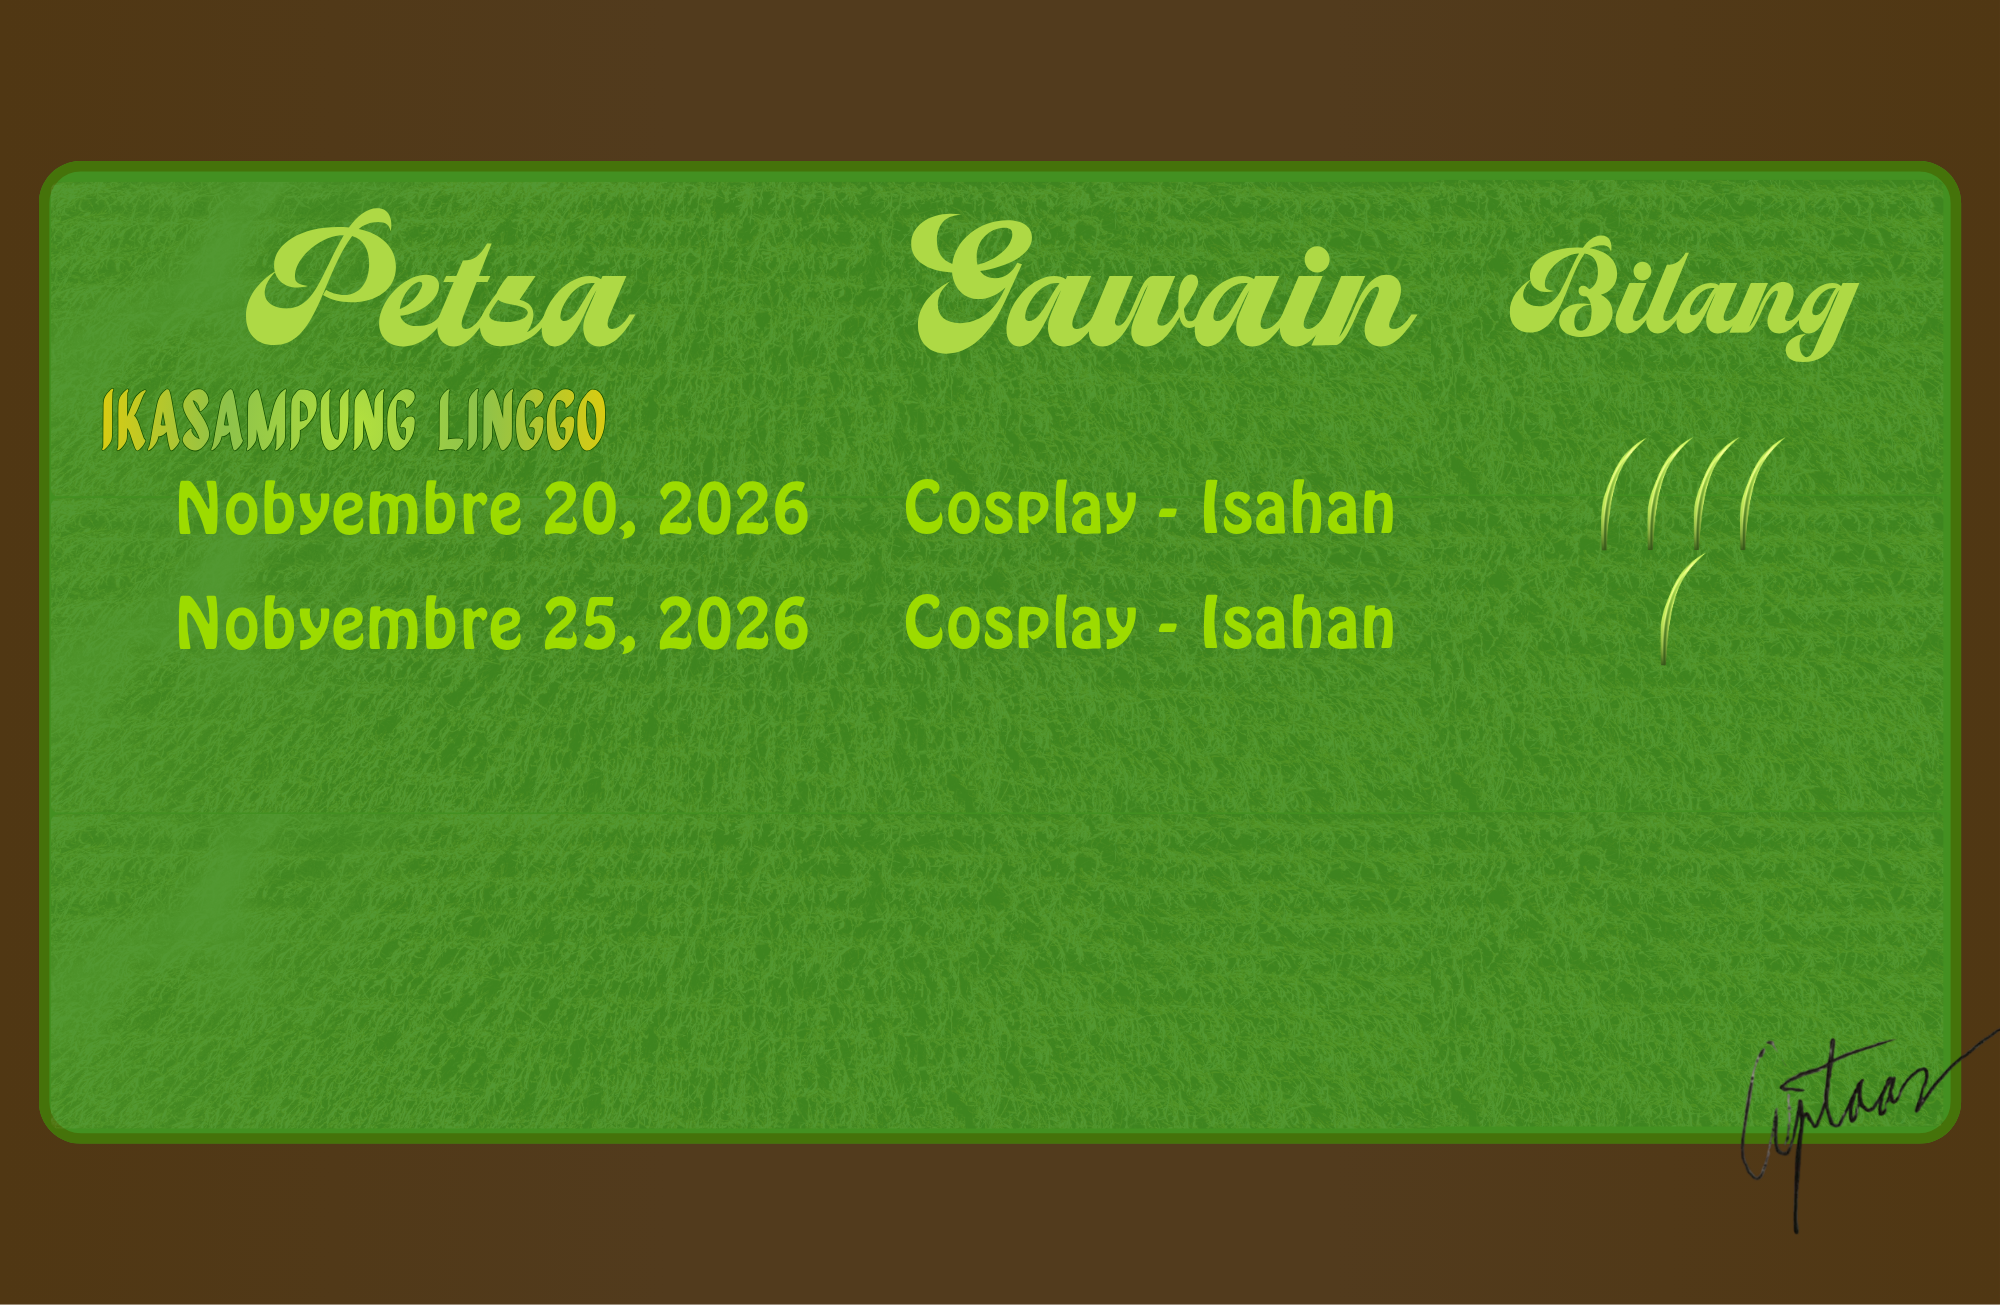 Petsa Gawain Bilang
IKASAMPUNG LINGGO
Nobyembre 20, 2026 Cosplay - Isahan
Nobyembre 25, 2026 Cosplay - Isahan